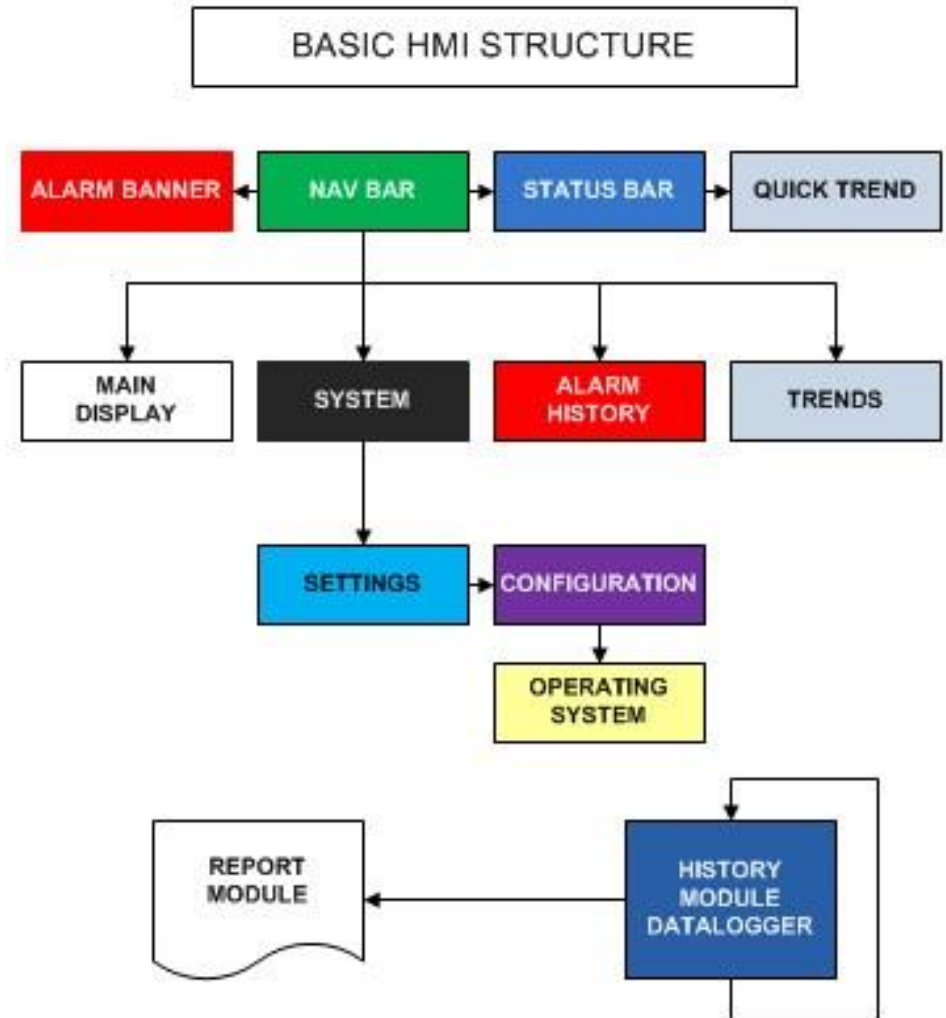 BASIC HMI STRUCTURE
ALARM BANNER
NAV BAR
STATUS BAR
QUICK TREND
MAIN
DISPLAY
SYSTEM
ALARM
HISTORY
TRENDS
SETTINGS
CONFIGURATION
OPERATING
SYSTEM
REPORT
MODULE
HISTORY
MODULE
DATALOGGER